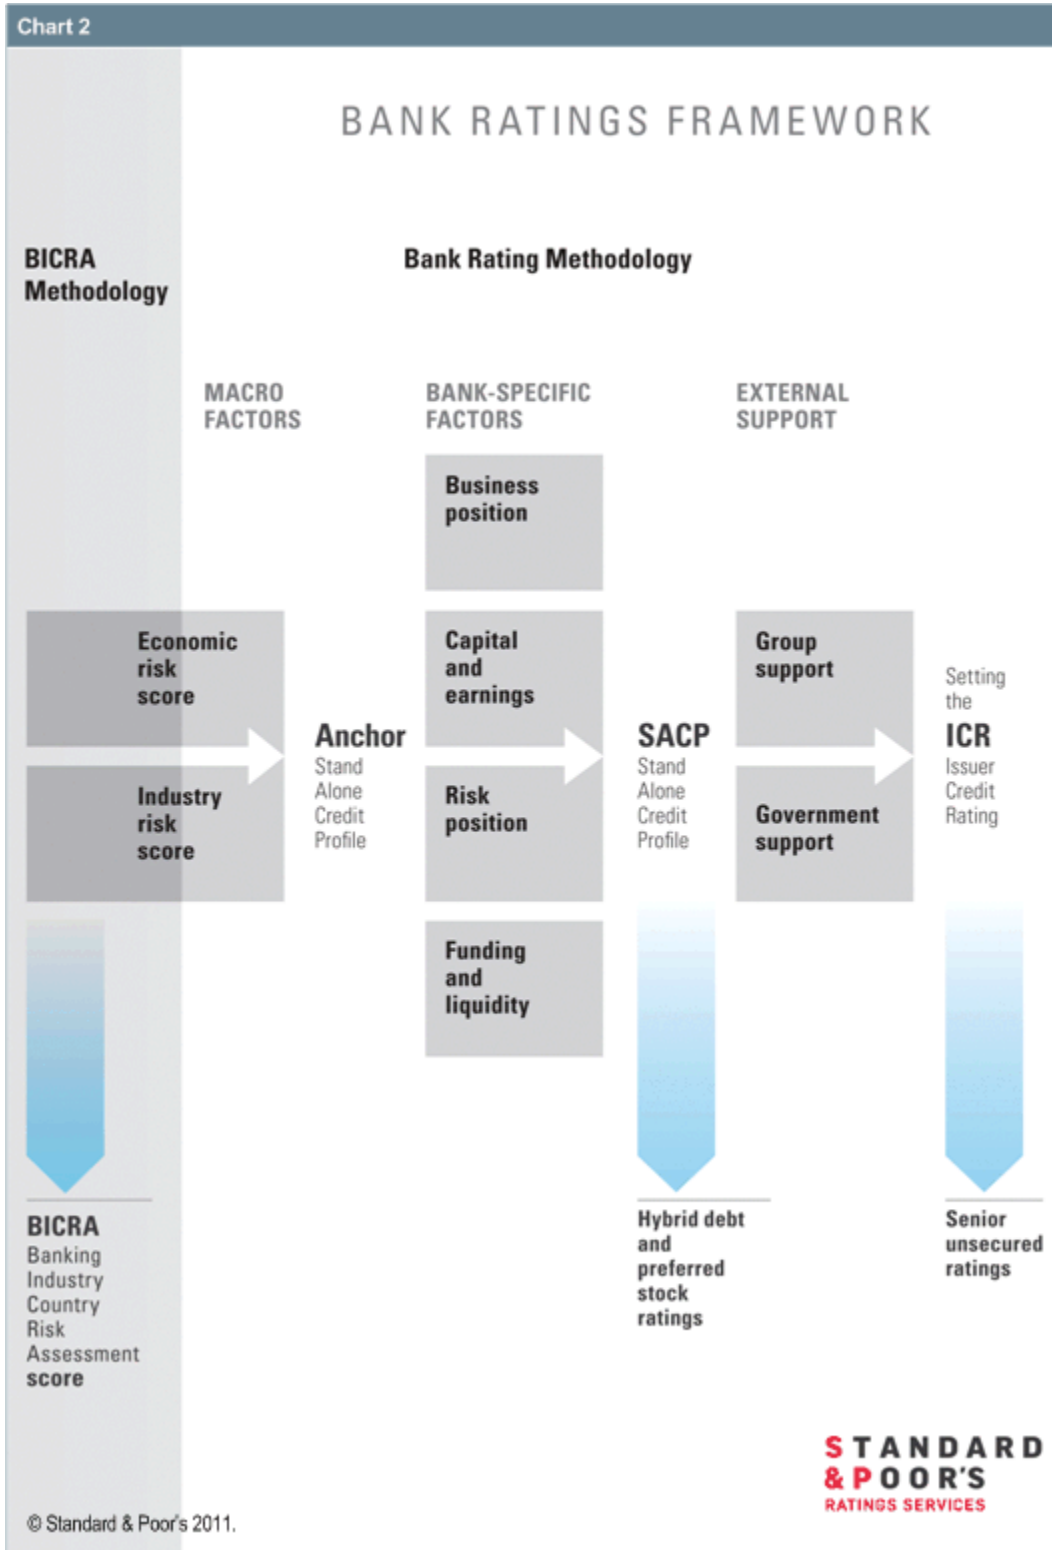 Chart 2
BANK RATINGS FRAMEWORK
BICRA
Methodology
Bank Rating Methodology
MACRO
FACTORS
BANK-SPECIFIC
FACTORS
EXTERNAL
SUPPORT
Economic
risk
score
Industry
risk
score
Anchor
Stand
Alone
Credit
Profile
Business
position
Capital
and
earnings
Risk
position
Funding
and
liquidity
SACP
Stand
Alone
Credit
Profile
Group
support
Government
support
Setting
the
ICR
Issuer
Credit
Rating
BICRA
Banking
Industry
Country
Risk
Assessment
score
Hybrid debt
and
preferred
stock
ratings
Senior
unsecured
ratings
STANDARD
&POOR'S
RATINGS SERVICES
© Standard & Poor's 2011.